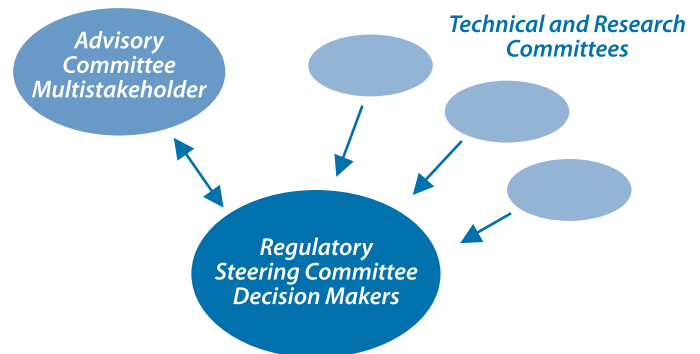 Advisory
Committee
Multistakeholder
Technical and Research
Committees
Regulatory
Steering Committee
Decision Makers